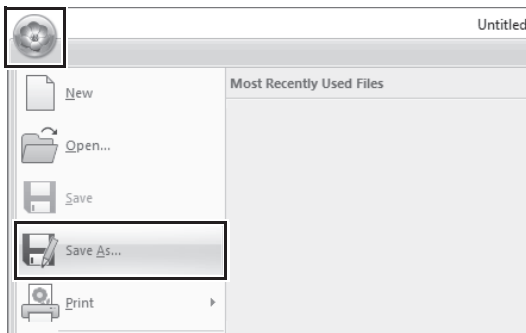 Untitled
New
Most Recently Used Files
Open...
Save
Save As...
Print